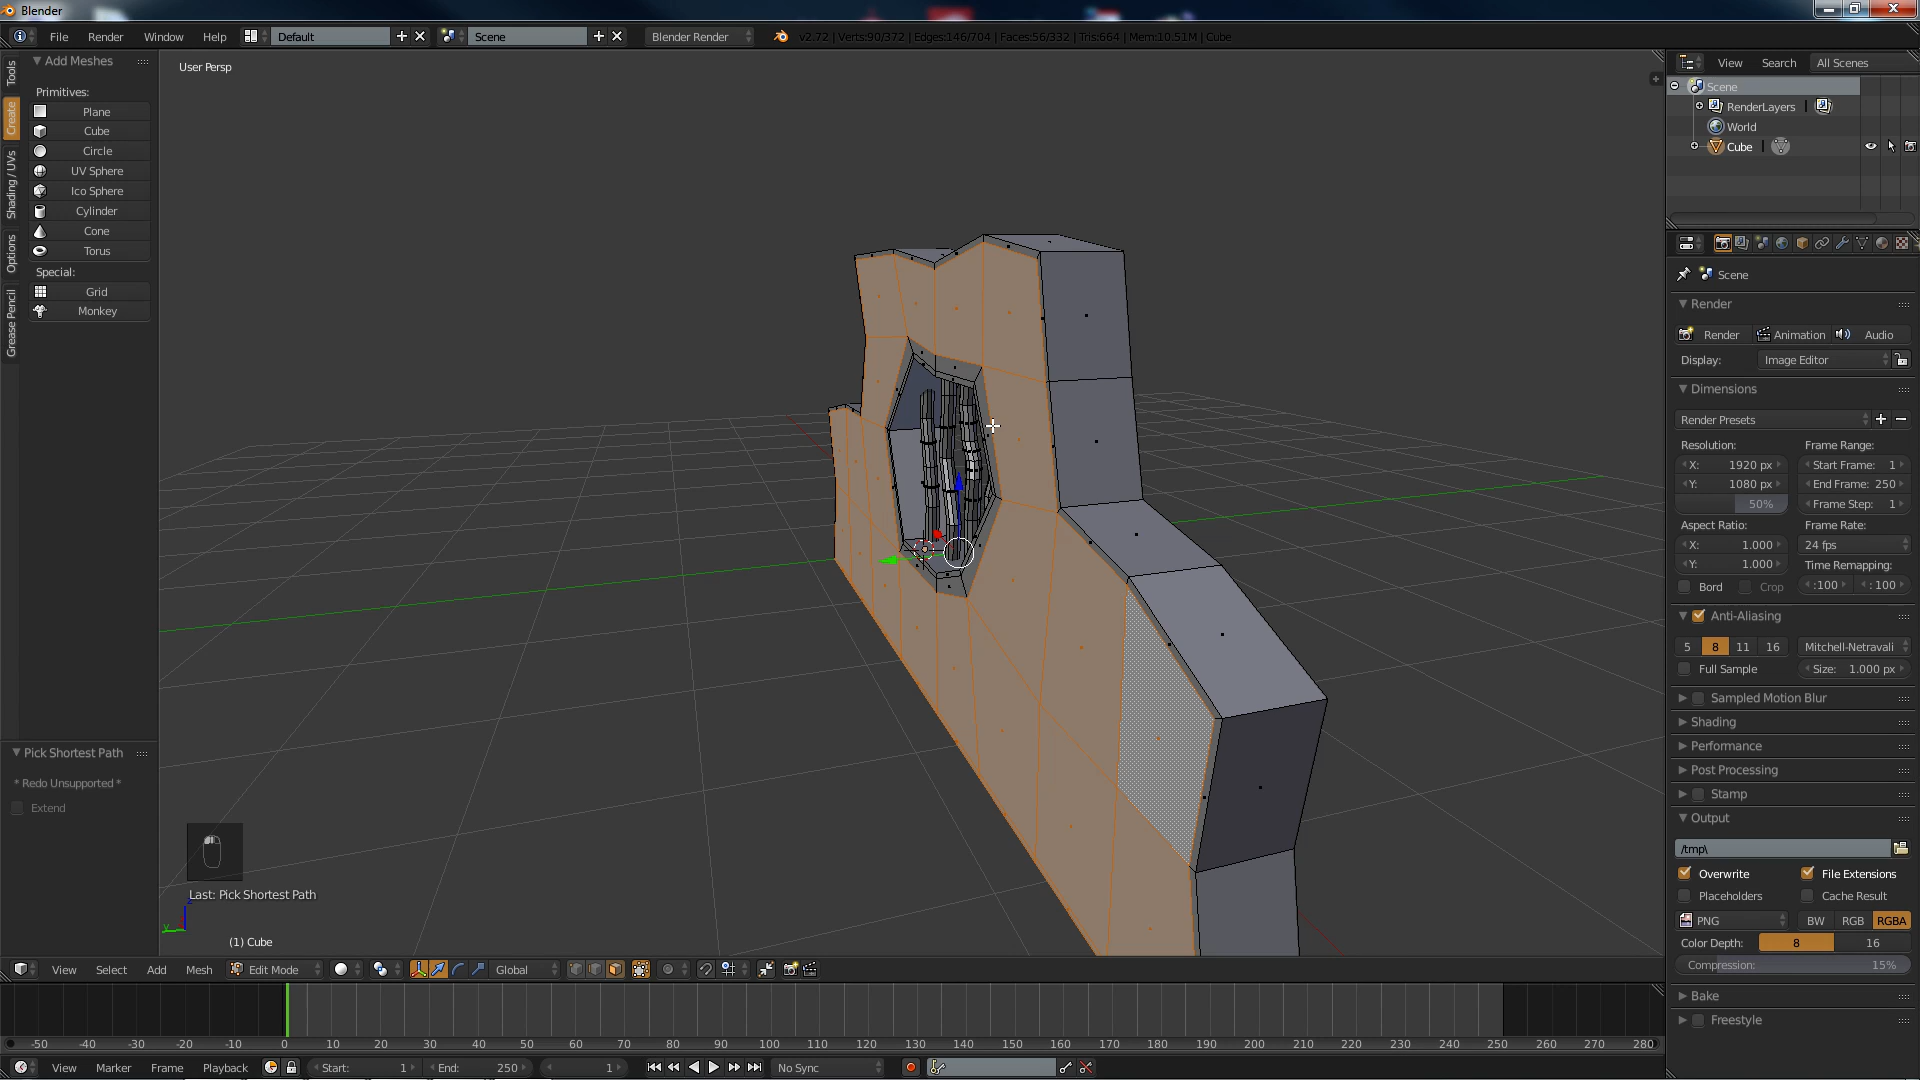 Blender
File Render Window Help Default Scene Blender Render v2.72 | Verts:90/372 | Edges:146/704 | Faces:56/332 | Tris:664 | Mem:10.51M | Cube
Tools
Create
Shading / UVs
Options
Grease Pencil
Add Meshes
Primitives:
Plane
Cube
Circle
UV Sphere
Ico Sphere
Cylinder
Cone
Torus
Special:
Grid
Monkey
Pick Shortest Path
* Redo Unsupported *
Extend
User Persp
Last: Pick Shortest Path
(1) Cube
View Select Add Mesh Edit Mode Global
-50 -40 -30 -20 -10 0 10 20 30 40 50 60 70 80 90 100 110 120 130 140 150 160 170 180 190 200 210 220 230 240 250 260 270 280
View Marker Frame Playback Start: 1 End: 250 1 No Sync
View Search All Scenes
Scene
RenderLayers |
World
Cube |
Scene
Render
Render Animation Audio
Display: Image Editor
Dimensions
Render Presets
Resolution: Frame Range:
X: 1920 px Start Frame: 1
Y: 1080 px End Frame: 250
50% Frame Step: 1
Aspect Ratio: Frame Rate:
X: 1.000 24 fps
Y: 1.000 Time Remapping:
Bord Crop :100 : 100
Anti-Aliasing
5 8 11 16 Mitchell-Netravali
Full Sample Size: 1.000 px
Sampled Motion Blur
Shading
Performance
Post Processing
Stamp
Output
/tmp\
Overwrite File Extensions
Placeholders Cache Result
PNG BW RGB RGBA
Color Depth: 8 16
Compression: 15%
Bake
Freestyle